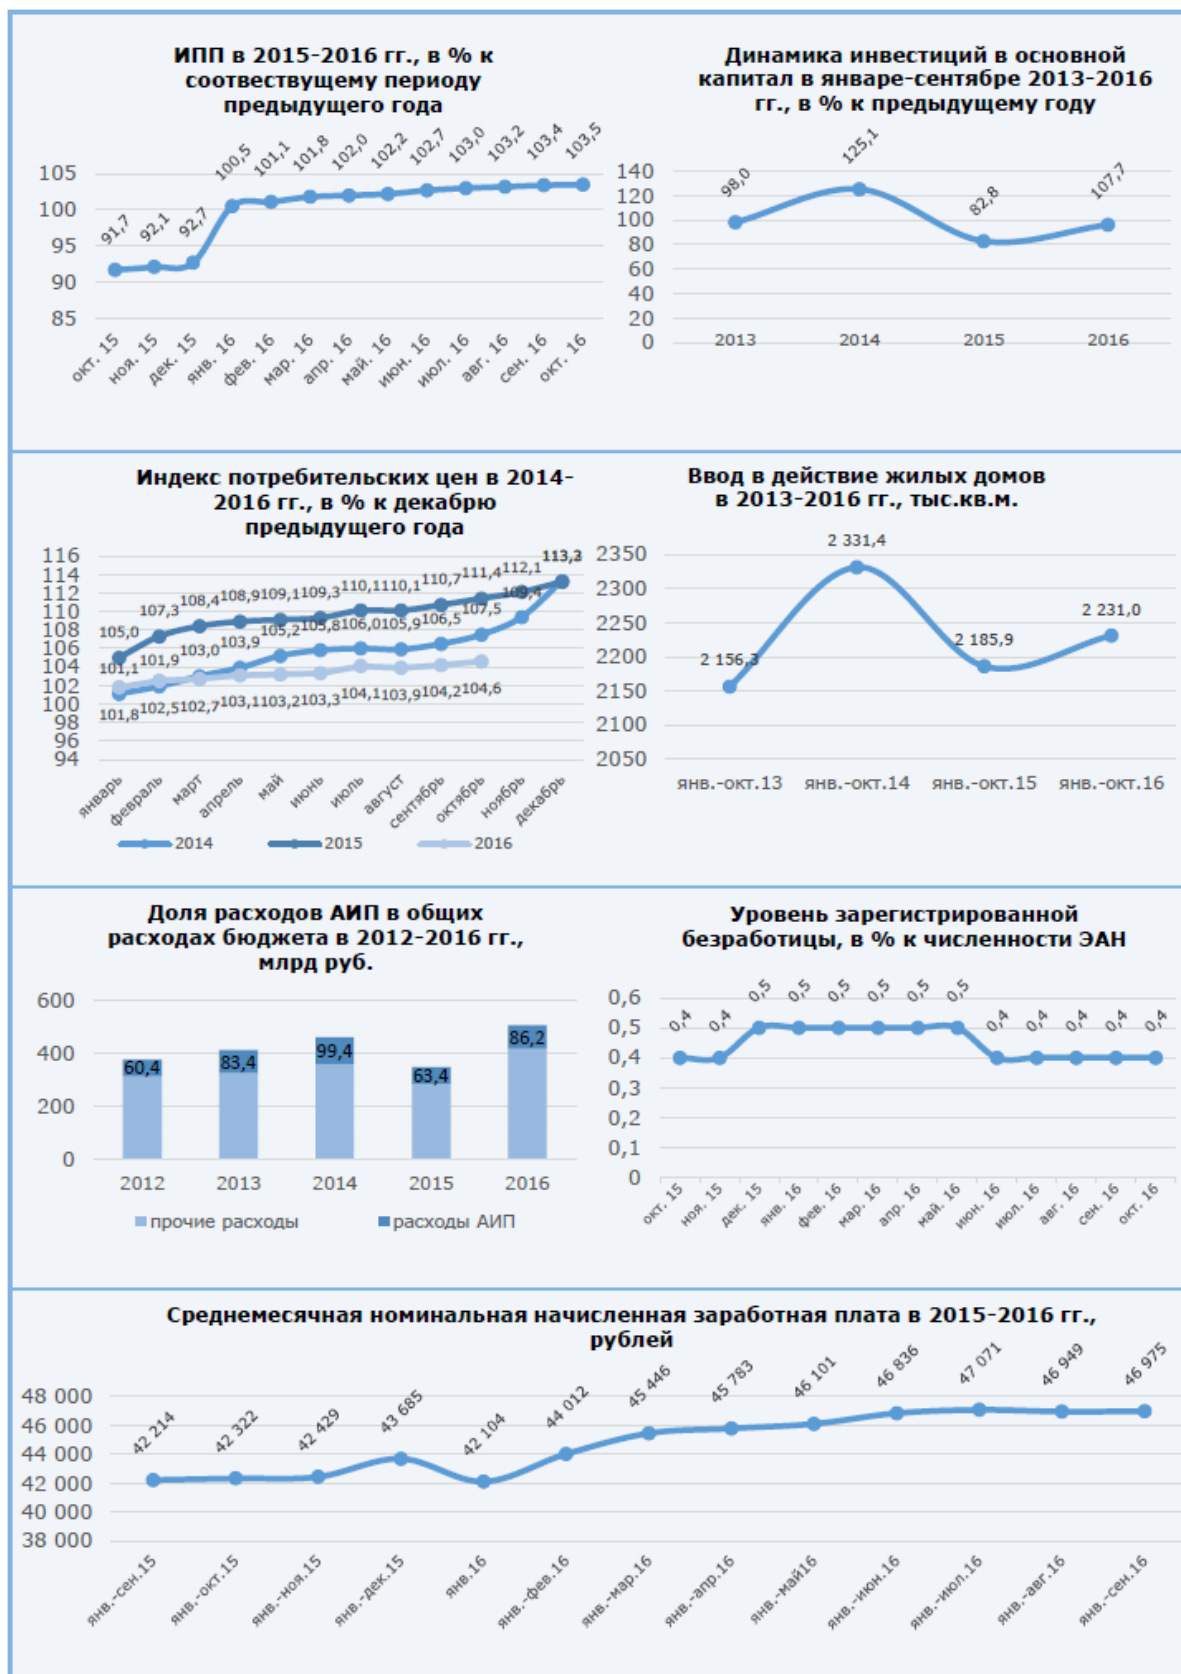 ИПП в 2015-2016 гг., в % к
соотвествущему периоду
предыдущего года
91,7 92,1 92,7 100,5 101,1 101,8 102,0 102,2 102,7 103,0 103,2 103,4 103,5
105
100
95
90
85
окт. 15 ноя. 15 дек. 15 янв. 16 фев. 16 мар. 16 апр. 16 май. 16 июн. 16 июл. 16 авг. 16 сен. 16 окт. 16
Динамика инвестиций в основной
капитал в январе-сентябре 2013-2016
гг., в % к предыдущему году
98,0 125,1 82,8 107,7
140
120
100
80
60
40
20
0
2013 2014 2015 2016
Индекс потребительских цен в 2014-
2016 гг., в % к декабрю
предыдущего года
116
114
112
110
108
106
104
102
100
98
96
94
105,0 107,3 108,4 108,9 109,1 109,3 110,1 110,1 110,7 111,4 112,1
101,1 101,9 103,0 103,9 105,2 105,8 106,0 105,9 106,5 107,5 109,4
101,8 102,5 102,7 103,1 103,2 103,3 104,1 103,9 104,2 104,6
январь февраль март апрель май июнь июль август сентябрь октябрь ноябрь декабрь
2014 2015 2016
Ввод в действие жилых домов
в 2013-2016 гг., тыс.кв.м.
2350
2300
2250
2200
2150
2100
2050
2 156,3 2 331,4 2 185,9 2 231,0
янв.-окт.13 янв.-окт.14 янв.-окт.15 янв.-окт.16
Доля расходов АИП в общих
расходах бюджета в 2012-2016 гг.,
млрд руб.
600
400
200
0
60,4 83,4 99,4 63,4 86,2
2012 2013 2014 2015 2016
прочие расходы расходы АИП
Уровень зарегистрированной
безработицы, в % к численности ЭАН
0,4 0,4 0,5 0,5 0,5 0,5 0,5 0,5 0,4 0,4 0,4 0,4 0,4
0,6
0,5
0,4
0,3
0,2
0,1
0
окт. 15 ноя. 15 дек. 15 янв. 16 фев. 16 мар. 16 апр. 16 май. 16 июн. 16 июл. 16 авг. 16 сен. 16 окт. 16
Среднемесячная номинальная начисленная заработная плата в 2015-2016 гг.,
рублей
42 214 42 322 42 429 43 685 42 104 44 012 45 446 45 783 46 101 46 836 47 071 46 949 46 975
48 000
46 000
44 000
42 000
40 000
38 000
янв.-сен.15 янв.-окт.15 янв.-ноя.15 янв.-дек.15 янв.16 янв.-фев.16 янв.-мар.16 янв.-апр.16 янв.-май16 янв.-июн.16 янв.-июл.16 янв.-авг.16 янв.-сен.16